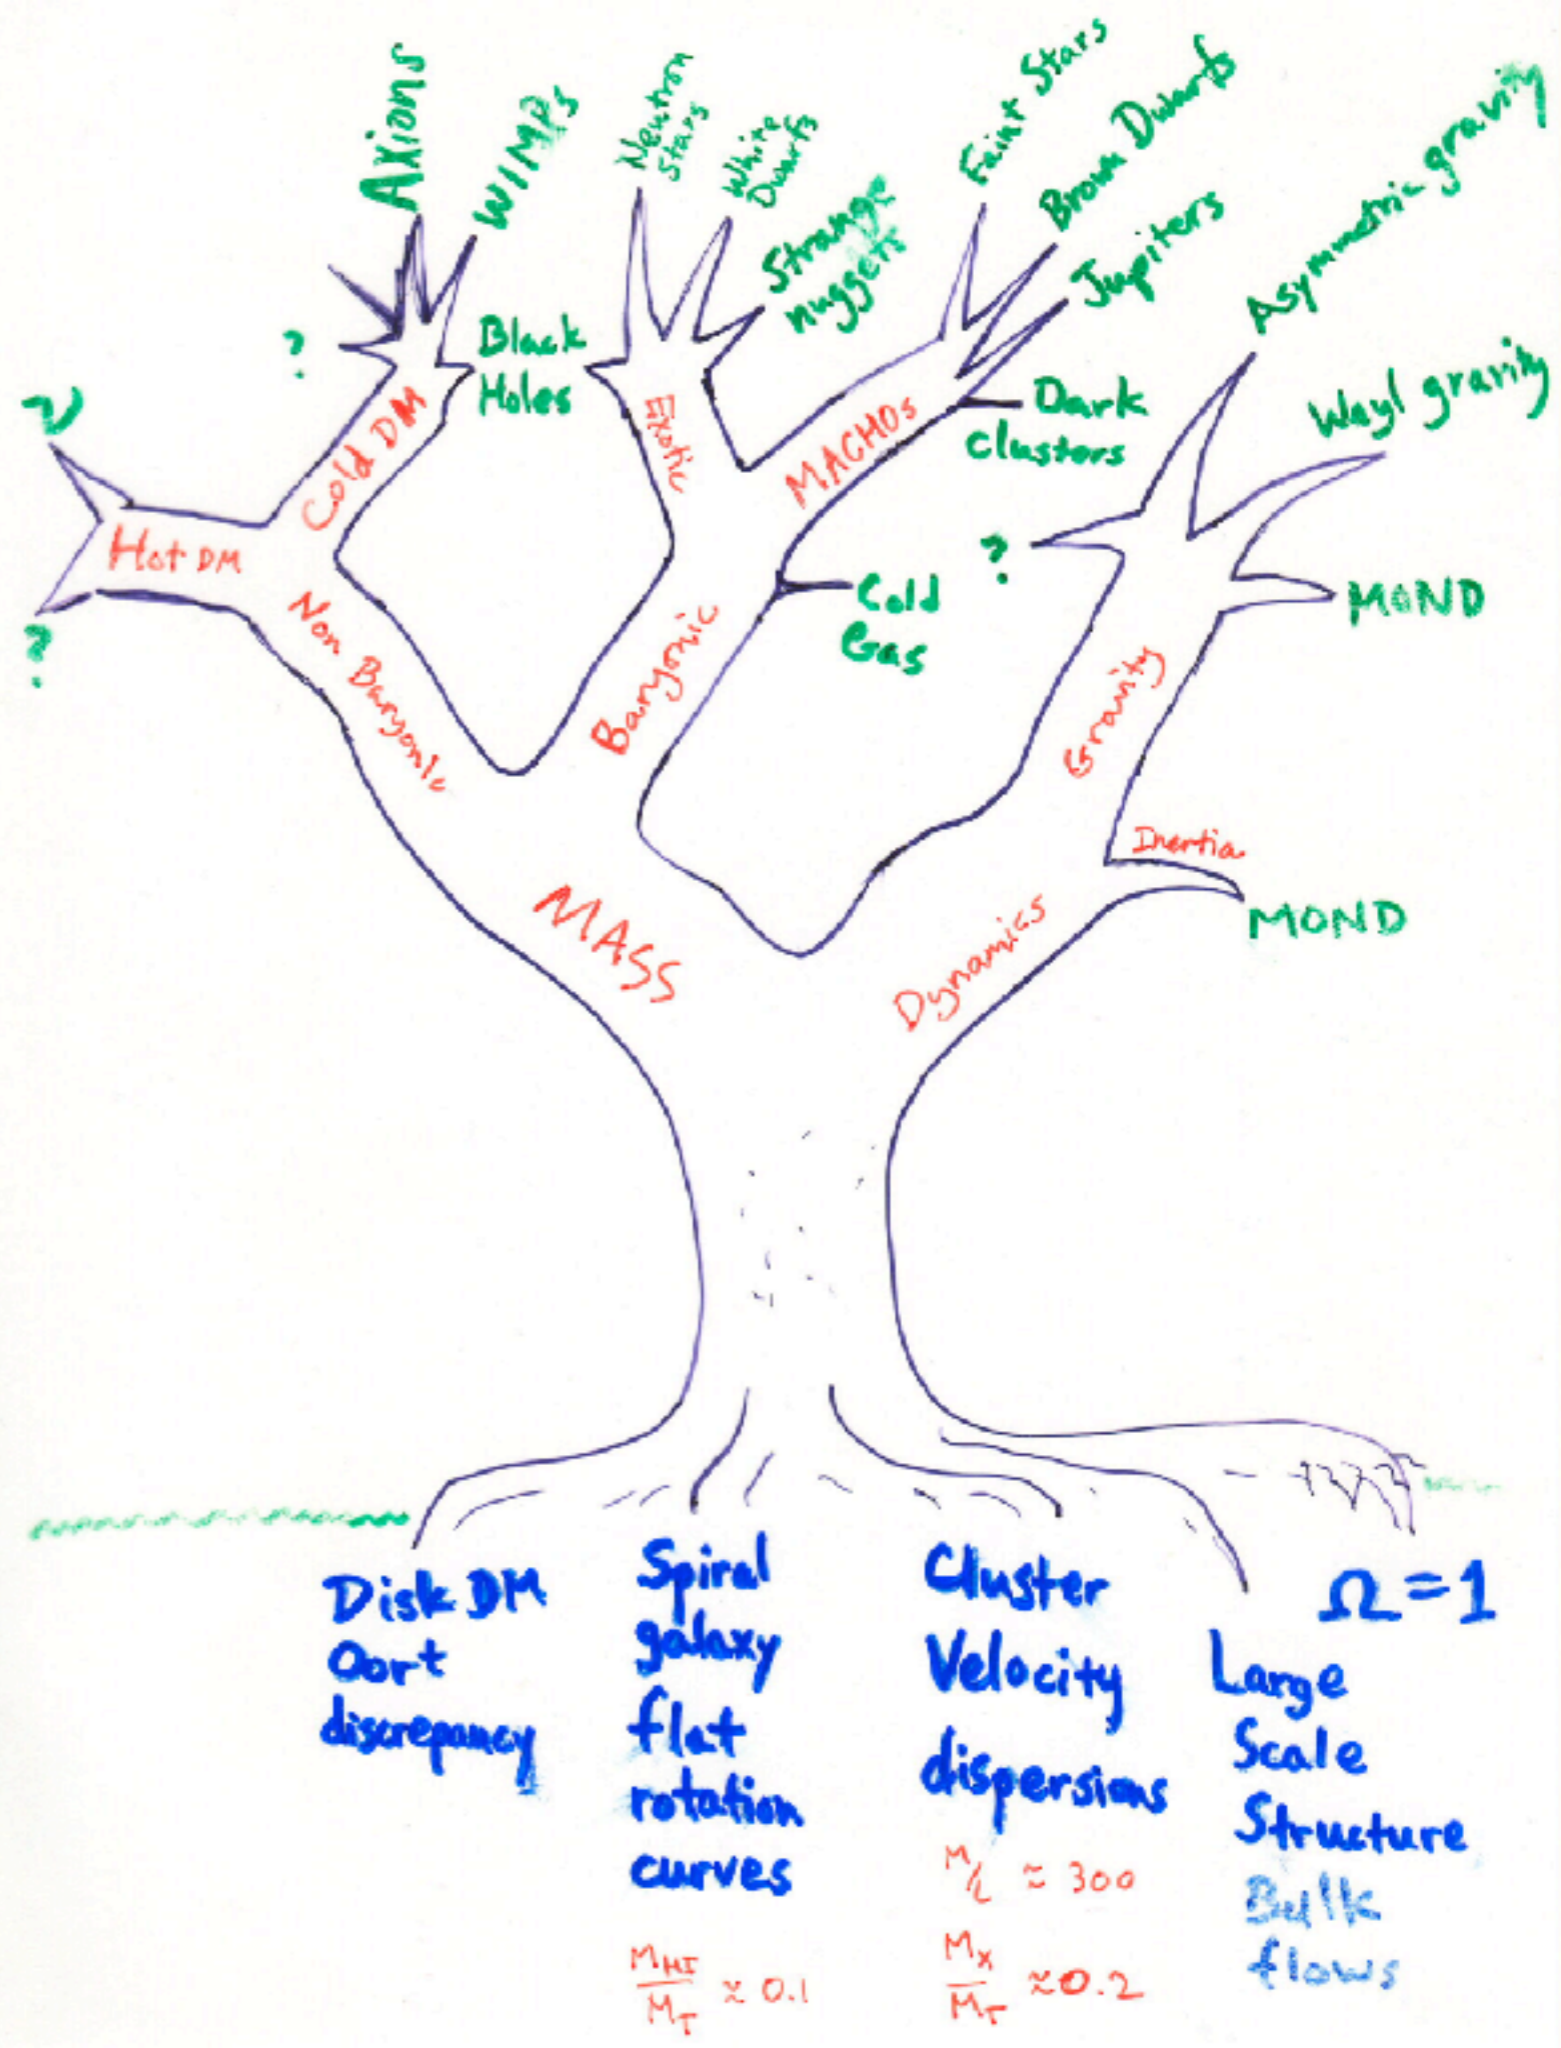 Axions
WIMPs
Neutron
Stars
White
Dwarfs
Strange
nuggets
Faint Stars
Brown Dwarfs
Jupiters
Asymmetric gravity
Weyl gravity
?
Black
Holes
Dark
Clusters
ν
?
Hot DM
Cold DM
Exotic
MACHOs
?
MOND
Cold
Gas
Non Baryonic
Baryonic
Gravity
Inertia
MOND
MASS
Dynamics
Disk DM
Oort
discrepancy
Spiral
galaxy
flat
rotation
curves
M_HI/M_T ≈ 0.1
Cluster
Velocity
dispersions
M/L ≈ 300
M_X/M_T ≈ 0.2
Ω = 1
Large
Scale
Structure
Bulk
flows